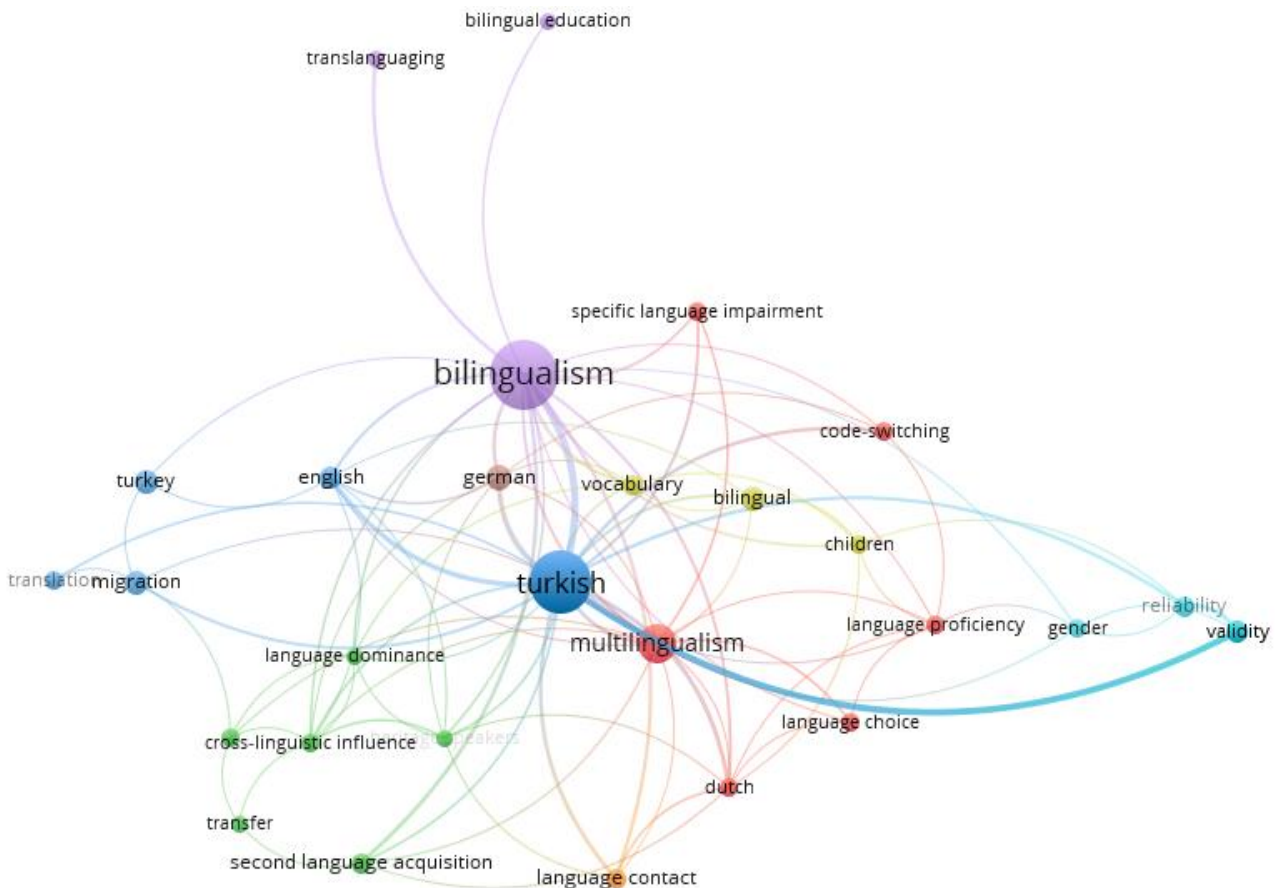 bilingual education
translanguaging
specific language impairment
bilingualism
code-switching
turkey
english
german
vocabulary
bilingual
children
translation
migration
turkish
reliability
language proficiency
gender
validity
multilingualism
language dominance
language choice
cross-linguistic influence
heritage speakers
dutch
transfer
second language acquisition
language contact